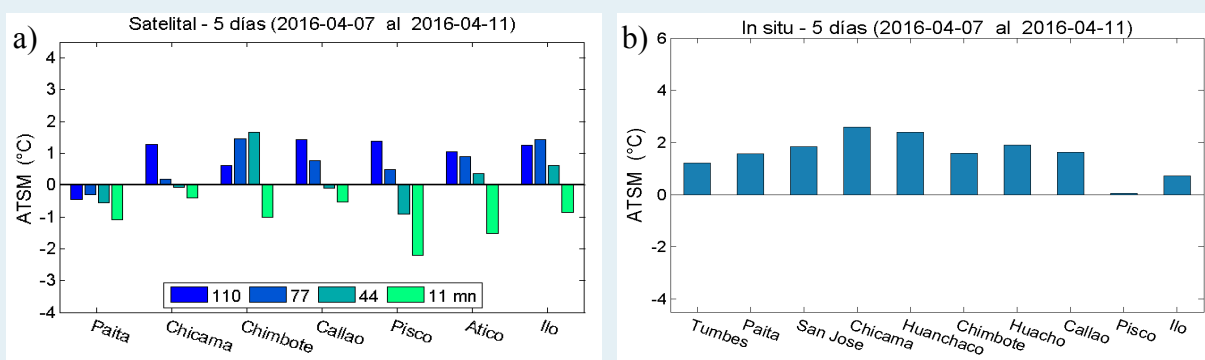 a)
Satelital - 5 días (2016-04-07 al 2016-04-11)
ATSM (°C)
4
3
2
1
0
-1
-2
-3
-4
110 77 44 11 mn
Paita Chicama Chimbote Callao Pisco Atico Ilo
b)
In situ - 5 días (2016-04-07 al 2016-04-11)
ATSM (°C)
6
4
2
0
-2
-4
Tumbes Paita San Jose Chicama Huanchaco Chimbote Huacho Callao Pisco Ilo